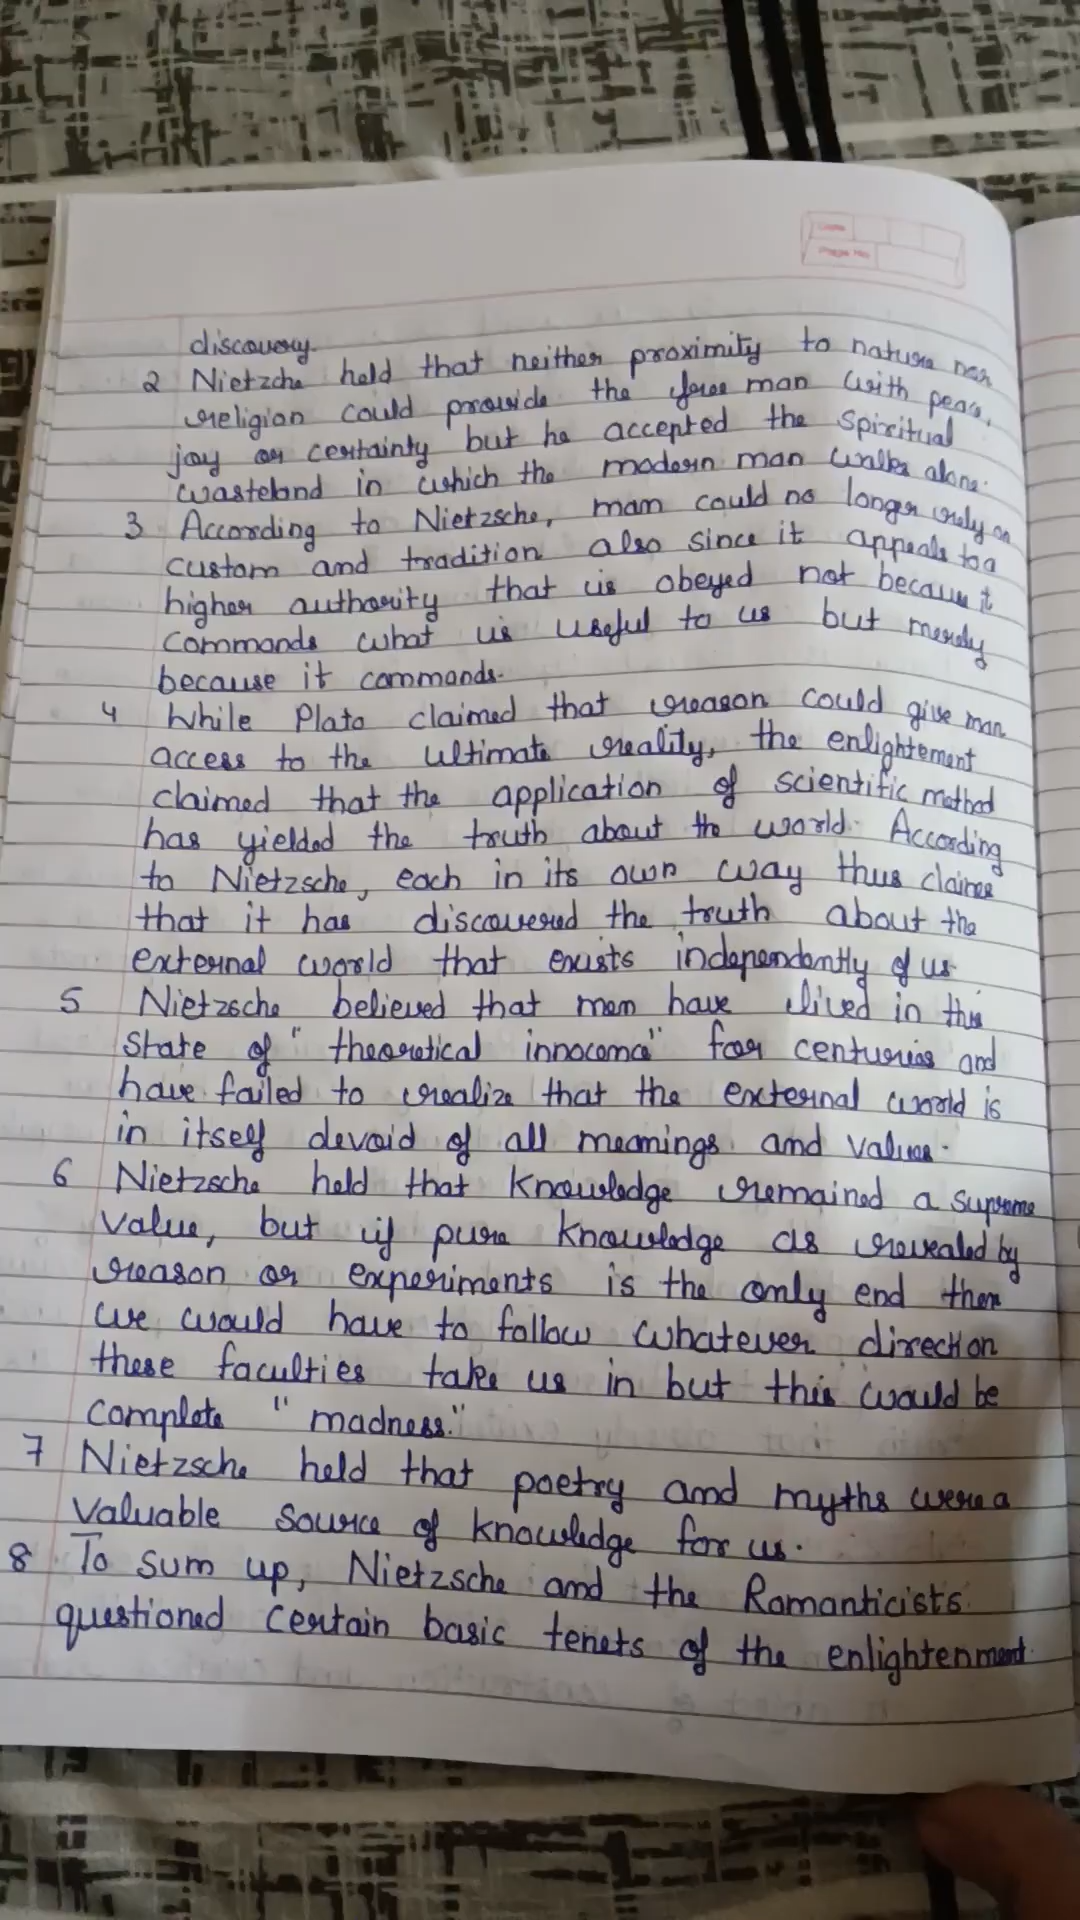 Date
Page No.
discovery.
2 Nietzche held that neither proximity to nature nor
religion could provide the free man with peace,
joy or certainty but he accepted the spiritual
wasteland in which the modern man walks alone.
3 According to Nietzsche, man could no longer rely on
custom and tradition also since it appeals to a
higher authority that is obeyed not because it
commands what is useful to us but merely
because it commands.
4 While Plato claimed that reason could give man
access to the ultimate reality, the enlightement
claimed that the application of scientific method
has yielded the truth about the world. According
to Nietzsche, each in its own way thus claims
that it has discovered the truth about the
external world that exists independently of us
5 Nietzsche believed that men have lived in this
state of "theoretical innocence" for centuries and
have failed to realize that the external world is
in itself devoid of all meanings and values.
6 Nietzsche held that knowledge remained a supreme
value, but if pure knowledge as revealed by
reason or experiments is the only end then
we would have to follow whatever direction
these faculties take us in but this would be
complete "madness."
7 Nietzsche held that poetry and myths were a
valuable source of knowledge for us.
8 To sum up, Nietzsche and the Romanticists
questioned certain basic tenets of the enlightenment